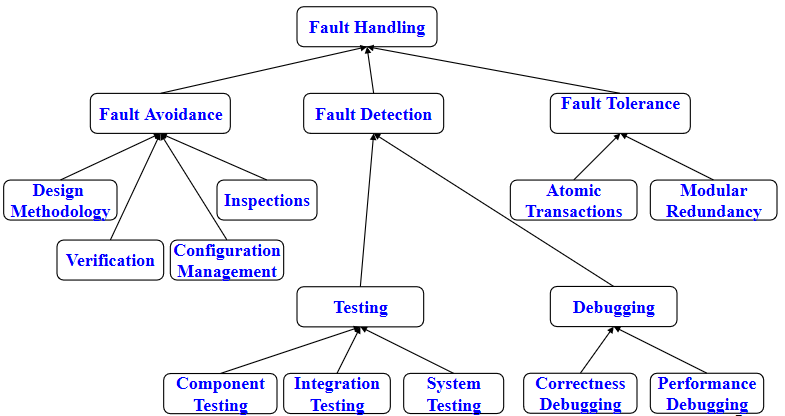 Fault Handling
Fault Avoidance
Fault Detection
Fault Tolerance
Design
Methodology
Inspections
Atomic
Transactions
Modular
Redundancy
Verification
Configuration
Management
Testing
Debugging
Component
Testing
Integration
Testing
System
Testing
Correctness
Debugging
Performance
Debugging